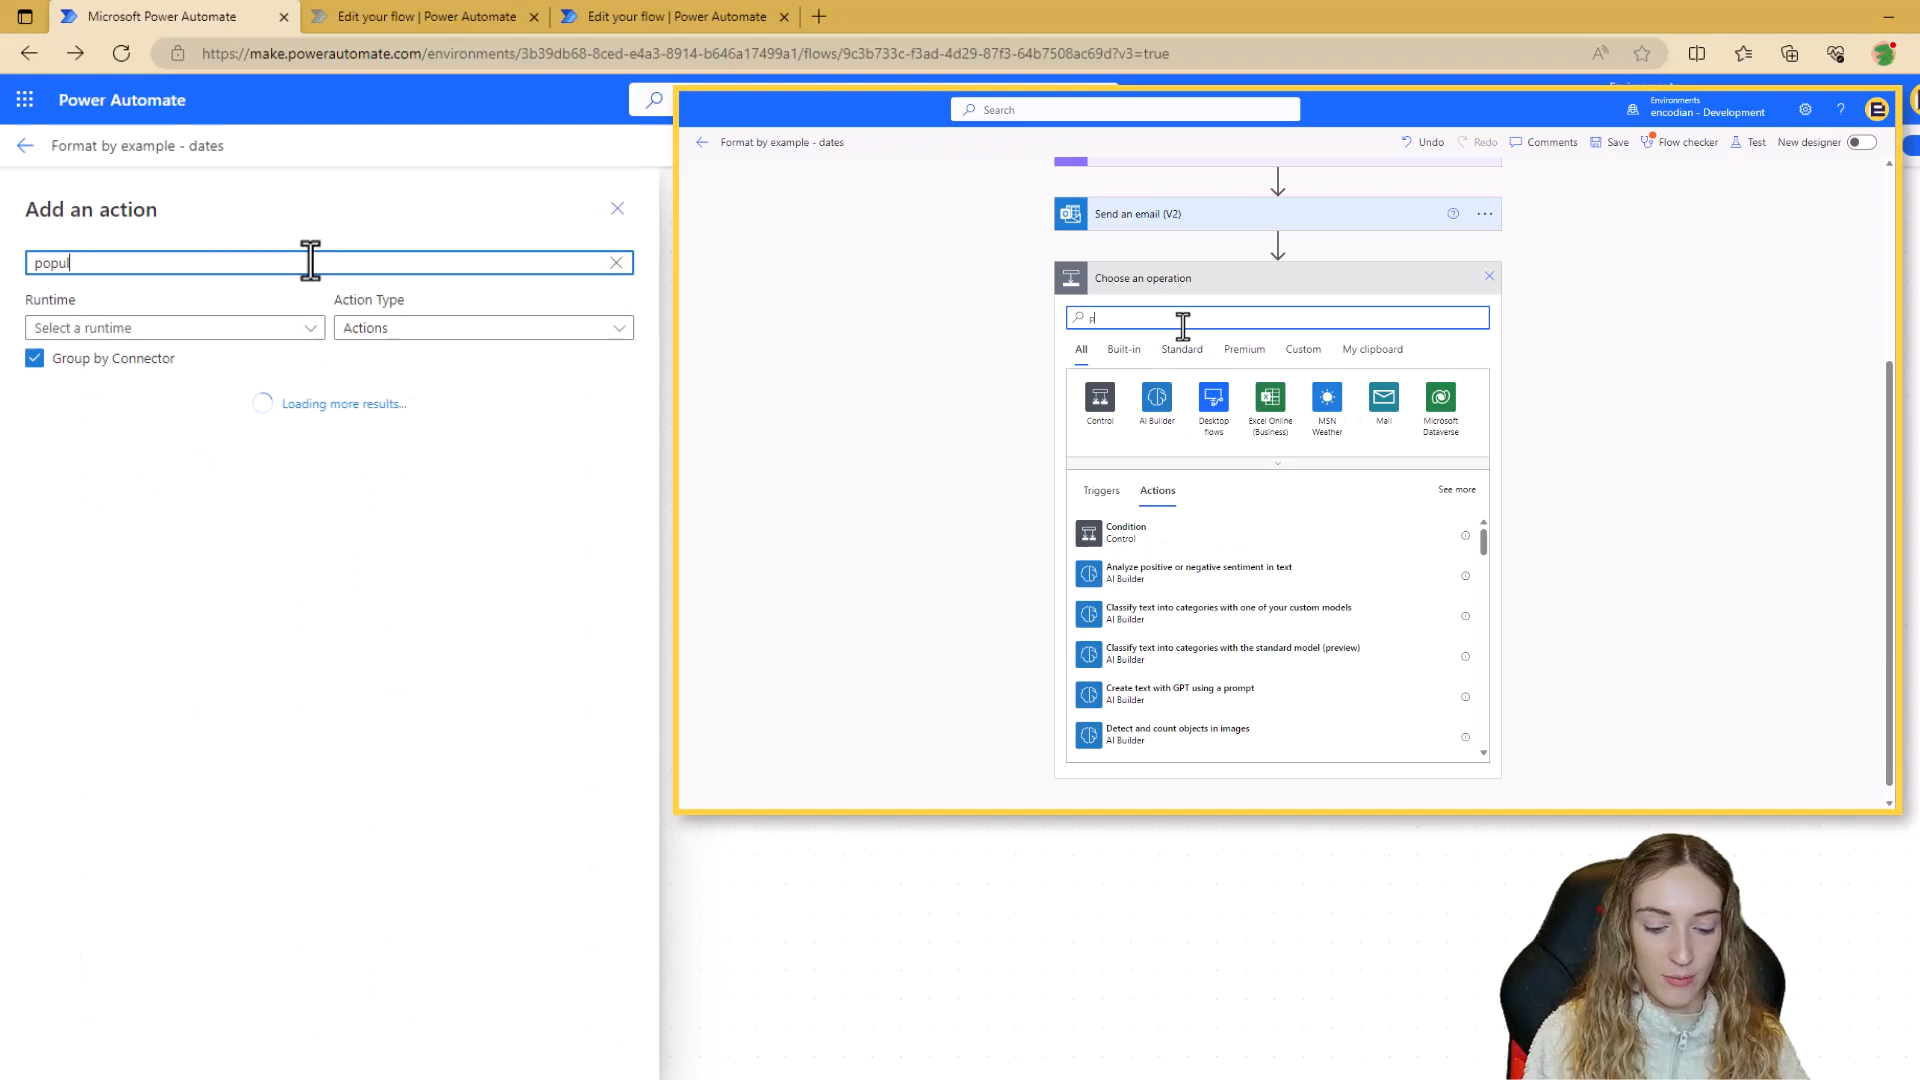 Microsoft Power Automate
Edit your flow | Power Automate
Edit your flow | Power Automate
https://make.powerautomate.com/environments/3b39db68-8ced-e4a3-8914-b646a17499a1/flows/9c3b733c-f3ad-4d29-87f3-64b7508ac69d?v3=true
Power Automate
Format by example - dates
Add an action
popul
Runtime
Action Type
Select a runtime
Actions
Group by Connector
Loading more results...
Search
Environments
encodian - Development
Format by example - dates
Undo
Redo
Comments
Save
Flow checker
Test
New designer
Send an email (V2)
Choose an operation
p
All
Built-in
Standard
Premium
Custom
My clipboard
Control
AI Builder
Desktop flows
Excel Online (Business)
MSN Weather
Mail
Microsoft Dataverse
Triggers
Actions
See more
Condition
Control
Analyze positive or negative sentiment in text
AI Builder
Classify text into categories with one of your custom models
AI Builder
Classify text into categories with the standard model (preview)
AI Builder
Create text with GPT using a prompt
AI Builder
Detect and count objects in images
AI Builder